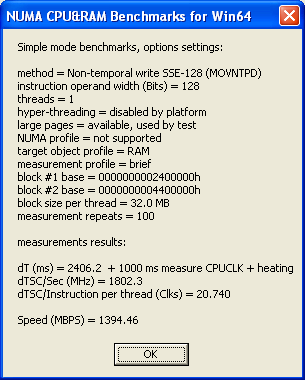 NUMA CPU&RAM Benchmarks for Win64
Simple mode benchmarks, options settings:
method = Non-temporal write SSE-128 (MOVNTPD)
instruction operand width (Bits) = 128
threads = 1
hyper-threading = disabled by platform
large pages = available, used by test
NUMA profile = not supported
target object profile = RAM
measurement profile = brief
block #1 base = 0000000002400000h
block #2 base = 0000000004400000h
block size per thread = 32.0 MB
measurement repeats = 100
measurements results:
dT (ms) = 2406.2 + 1000 ms measure CPUCLK + heating
dTSC/Sec (MHz) = 1802.3
dTSC/Instruction per thread (Clks) = 20.740
Speed (MBPS) = 1394.46
OK